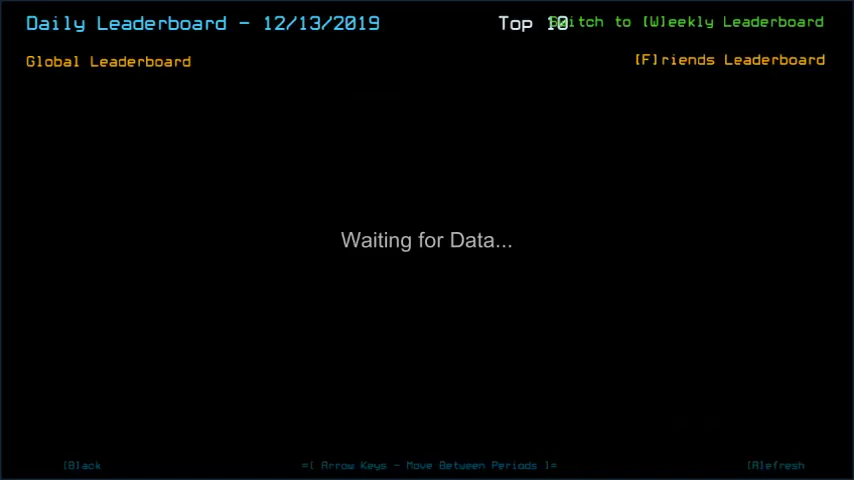 Daily Leaderboard - 12/13/2019
Top 10
Switch to [W]eekly Leaderboard
Global Leaderboard
[F]riends Leaderboard
Waiting for Data...
[B]ack
=[ Arrow Keys - Move Between Periods ]=
[R]efresh